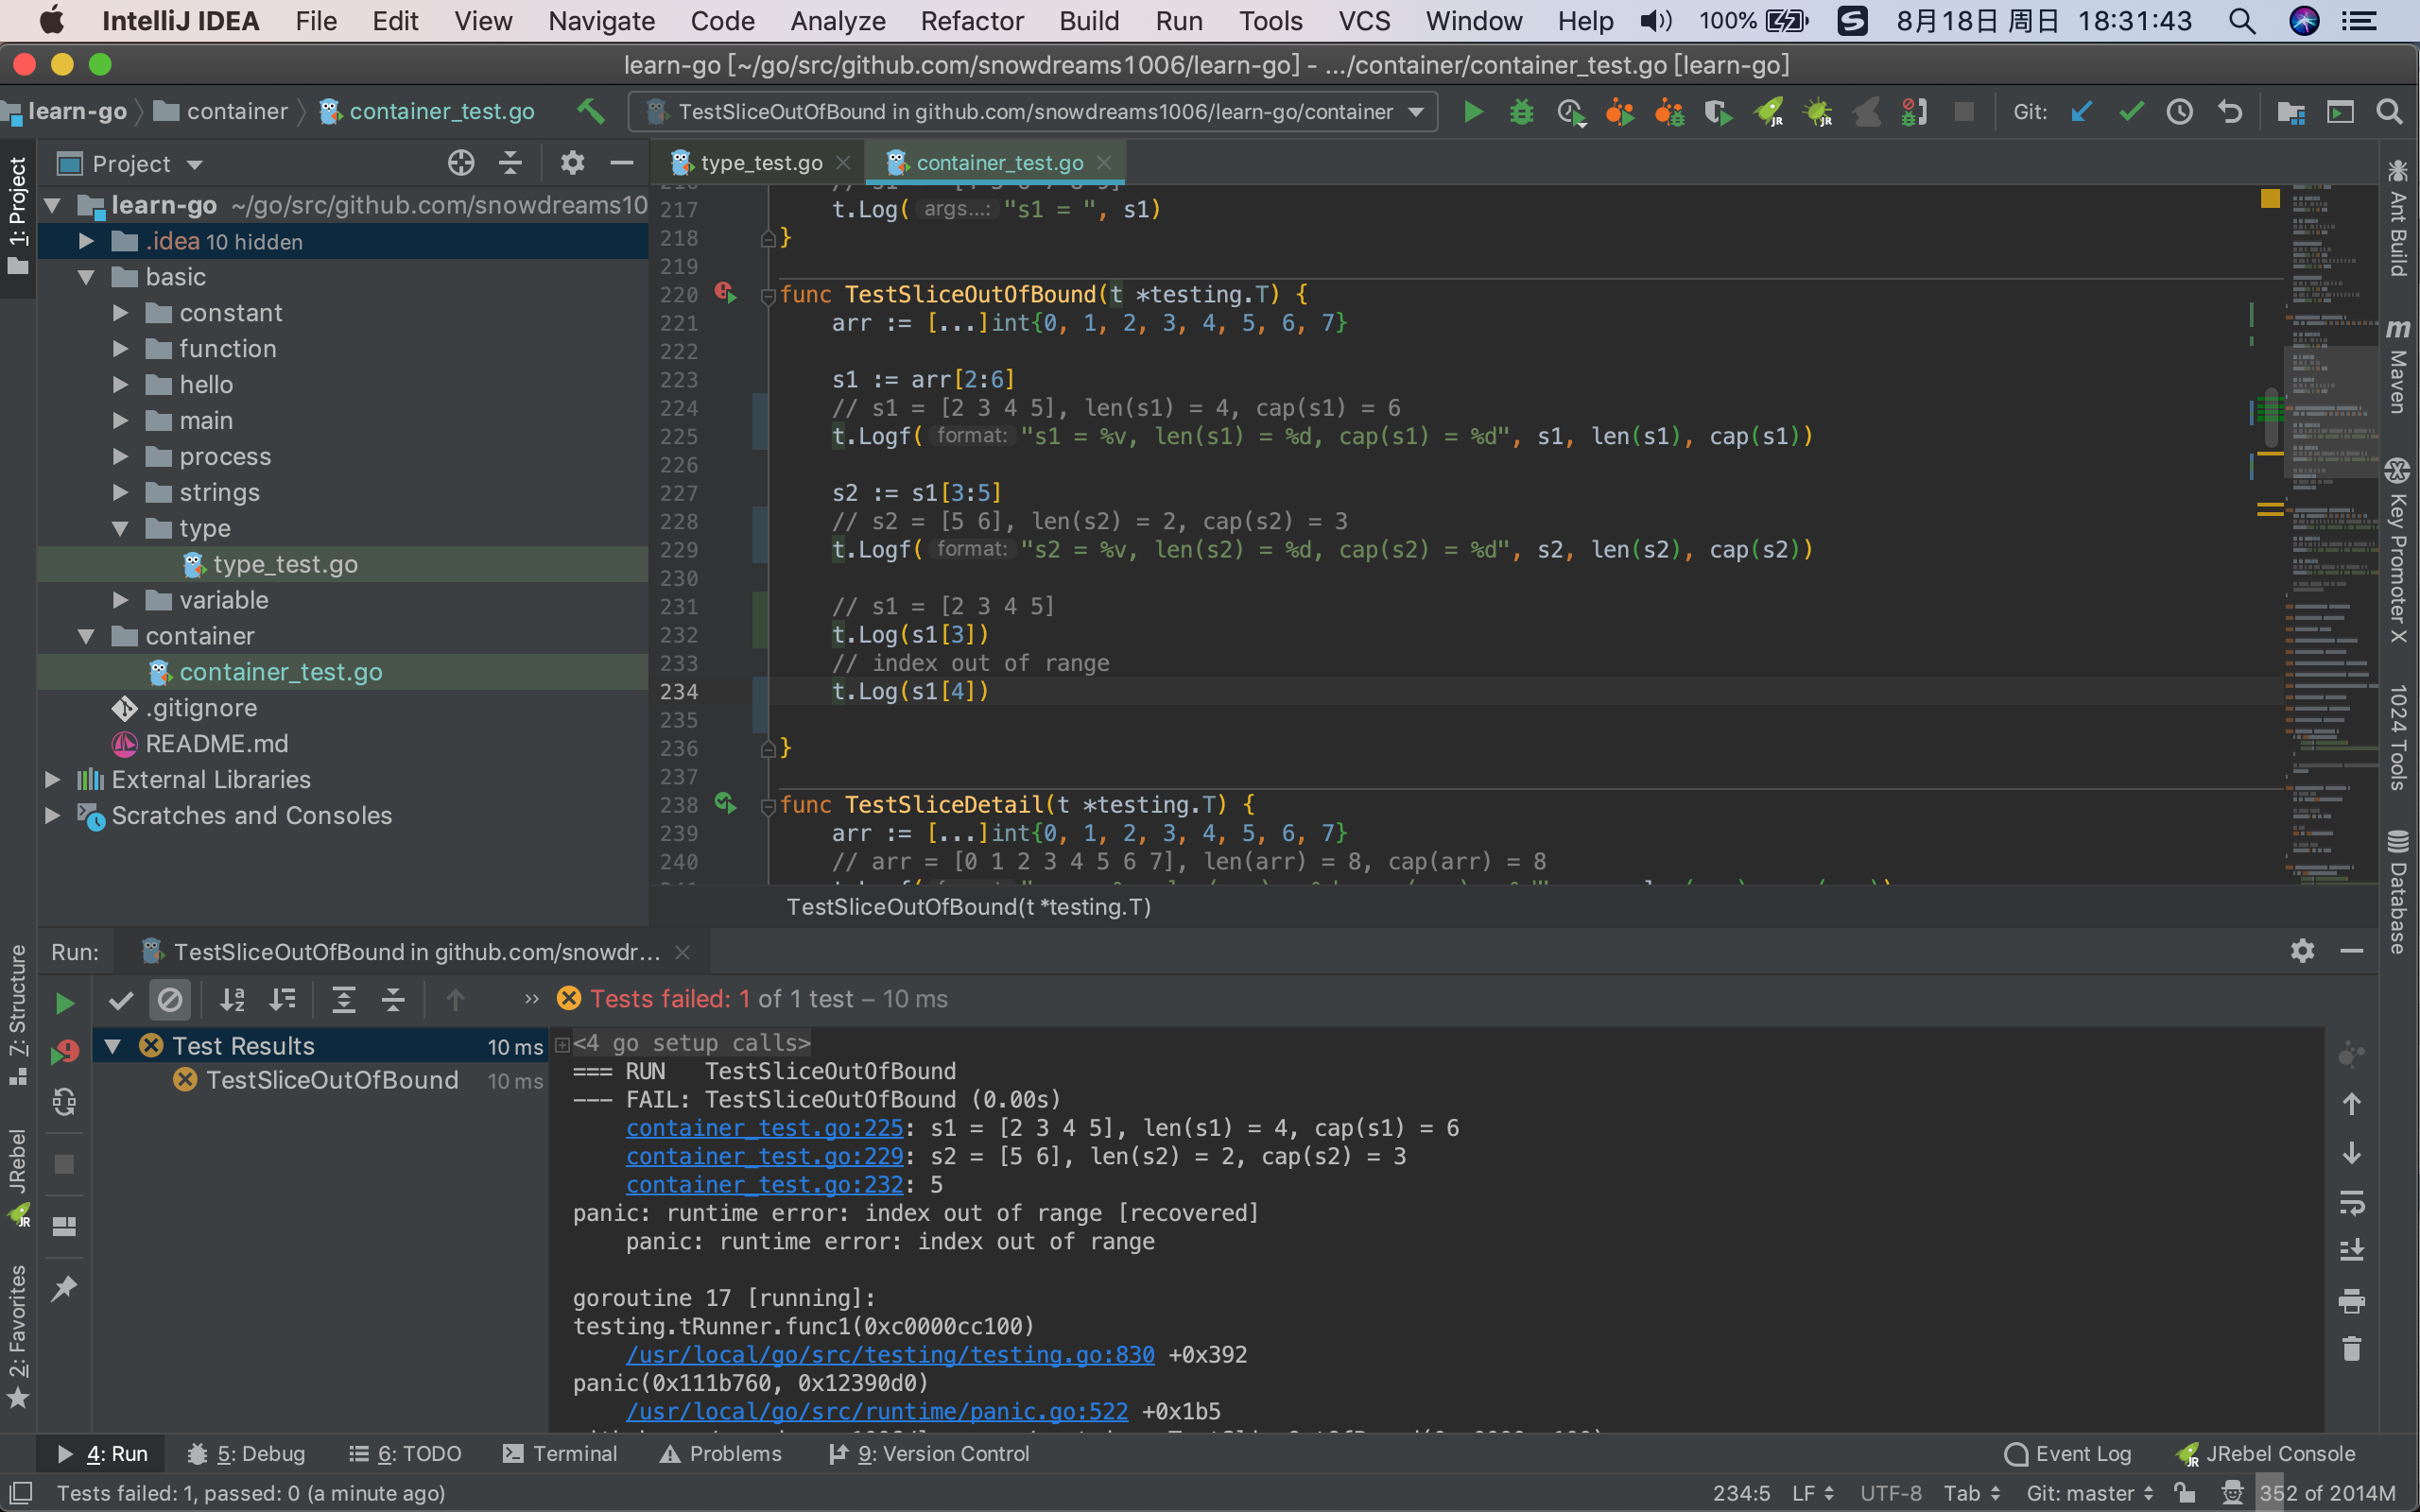 IntelliJ IDEA File Edit View Navigate Code Analyze Refactor Build Run Tools VCS Window Help 100% 8月18日 周日 18:31:43
learn-go [~/go/src/github.com/snowdreams1006/learn-go] - .../container/container_test.go [learn-go]
learn-go container container_test.go TestSliceOutOfBound in github.com/snowdreams1006/learn-go/container Git:
1: Project
Project
type_test.go container_test.go
learn-go ~/go/src/github.com/snowdreams10
.idea 10 hidden
basic
constant
function
hello
main
process
strings
type
type_test.go
variable
container
container_test.go
.gitignore
README.md
External Libraries
Scratches and Consoles
217 t.Log( args...: "s1 = ", s1)
218 }
219
220 func TestSliceOutOfBound(t *testing.T) {
221 arr := [...]int{0, 1, 2, 3, 4, 5, 6, 7}
222
223 s1 := arr[2:6]
224 // s1 = [2 3 4 5], len(s1) = 4, cap(s1) = 6
225 t.Logf( format: "s1 = %v, len(s1) = %d, cap(s1) = %d", s1, len(s1), cap(s1))
226
227 s2 := s1[3:5]
228 // s2 = [5 6], len(s2) = 2, cap(s2) = 3
229 t.Logf( format: "s2 = %v, len(s2) = %d, cap(s2) = %d", s2, len(s2), cap(s2))
230
231 // s1 = [2 3 4 5]
232 t.Log(s1[3])
233 // index out of range
234 t.Log(s1[4])
235
236 }
237
238 func TestSliceDetail(t *testing.T) {
239 arr := [...]int{0, 1, 2, 3, 4, 5, 6, 7}
240 // arr = [0 1 2 3 4 5 6 7], len(arr) = 8, cap(arr) = 8
TestSliceOutOfBound(t *testing.T)
Ant Build
Maven
Key Promoter X
1024 Tools
Database
7: Structure
JRebel
2: Favorites
Run: TestSliceOutOfBound in github.com/snowdr...
Tests failed: 1 of 1 test – 10 ms
Test Results 10 ms
TestSliceOutOfBound 10 ms
<4 go setup calls>
=== RUN   TestSliceOutOfBound
--- FAIL: TestSliceOutOfBound (0.00s)
container_test.go:225: s1 = [2 3 4 5], len(s1) = 4, cap(s1) = 6
container_test.go:229: s2 = [5 6], len(s2) = 2, cap(s2) = 3
container_test.go:232: 5
panic: runtime error: index out of range [recovered]
panic: runtime error: index out of range
goroutine 17 [running]:
testing.tRunner.func1(0xc0000cc100)
/usr/local/go/src/testing/testing.go:830 +0x392
panic(0x111b760, 0x12390d0)
/usr/local/go/src/runtime/panic.go:522 +0x1b5
4: Run 5: Debug 6: TODO Terminal Problems 9: Version Control Event Log JRebel Console
Tests failed: 1, passed: 0 (a minute ago) 234:5 LF UTF-8 Tab Git: master 352 of 2014M